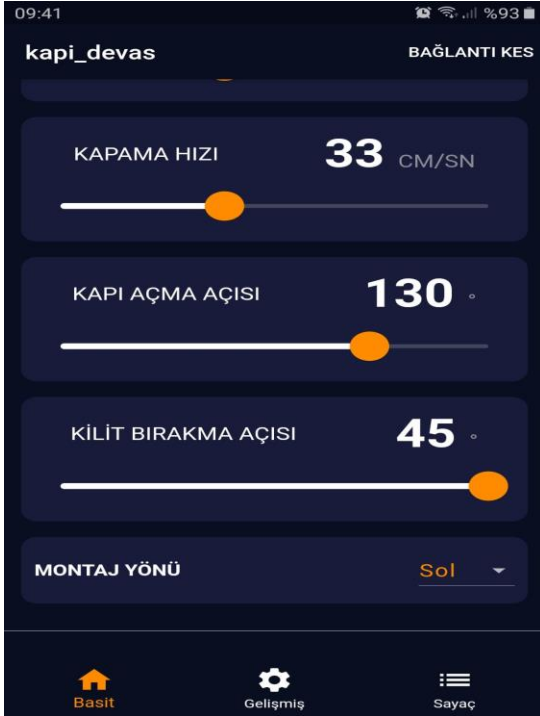 09:41 %93
kapi_devas BAĞLANTI KES
KAPAMA HIZI 33 CM/SN
KAPI AÇMA AÇISI 130 °
KİLİT BIRAKMA AÇISI 45 °
MONTAJ YÖNÜ Sol
Basit Gelişmiş Sayaç